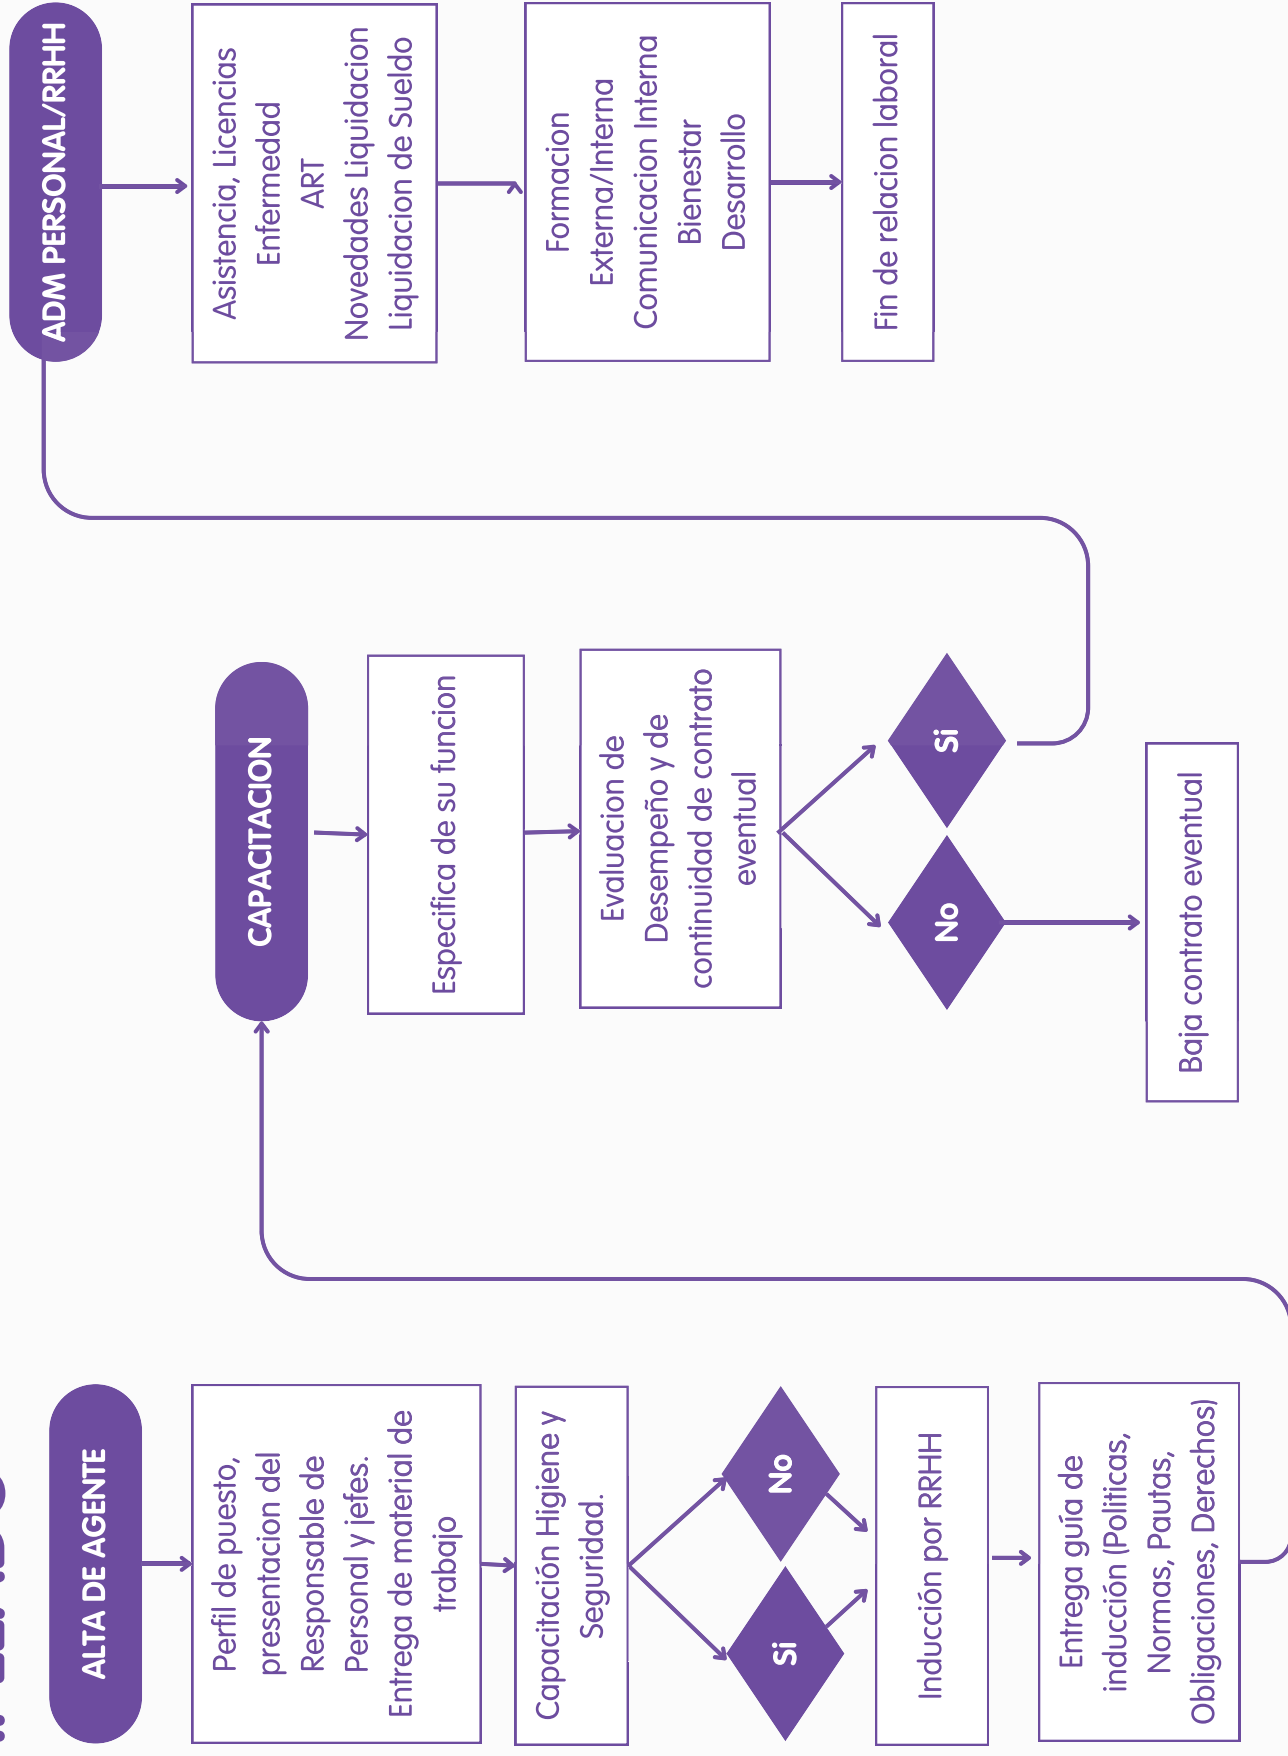 ALTA DE AGENTE
Perfil de puesto,
presentacion del
Responsable de
Personal y jefes.
Entrega de material de
trabajo
Capacitación Higiene y
Seguridad.
Si
No
Inducción por RRHH
Entrega guía de
inducción (Politicas,
Normas, Pautas,
Obligaciones, Derechos)
CAPACITACION
Especifica de su funcion
Evaluacion de
Desempeño y de
continuidad de contrato
eventual
No
Si
Baja contrato eventual
ADM PERSONAL/RRHH
Asistencia, Licencias
Enfermedad
ART
Novedades Liquidacion
Liquidacion de Sueldo
Formacion
Externa/Interna
Comunicacion Interna
Bienestar
Desarrollo
Fin de relacion laboral